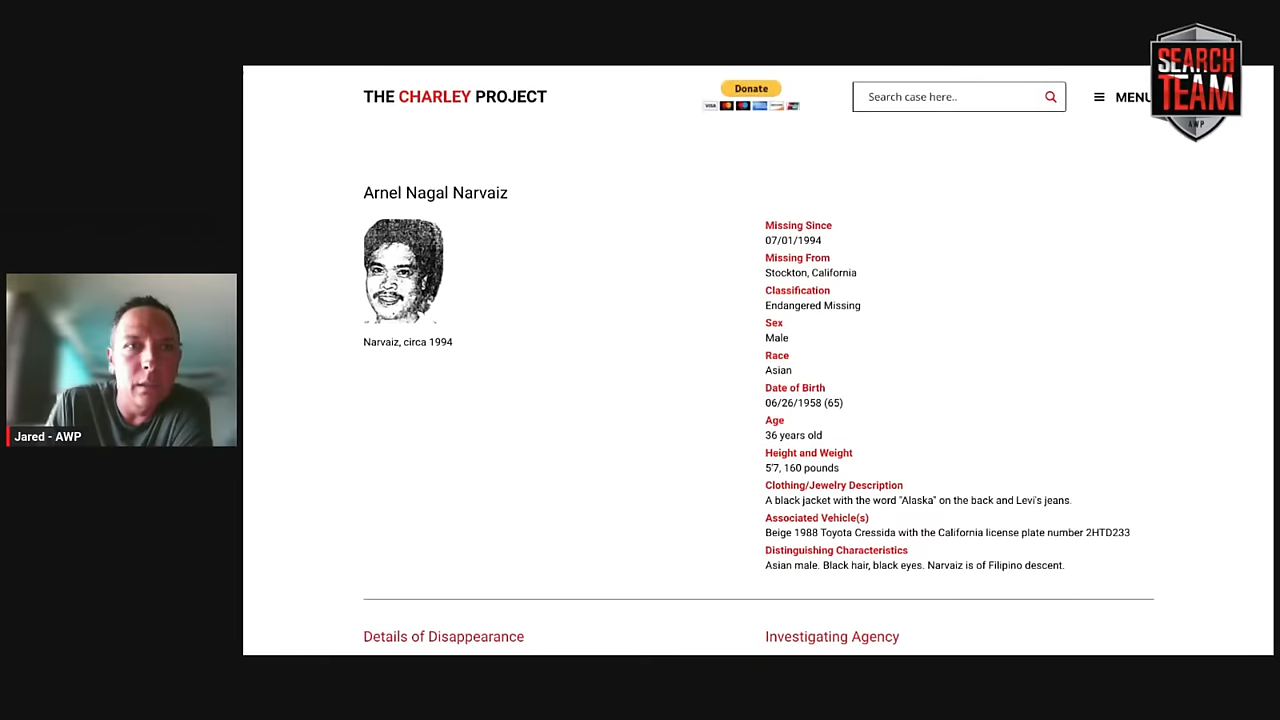 THE CHARLEY PROJECT
Donate
VISA
Search case here..
MENU
SEARCH
TEAM
AWP
Arnel Nagal Narvaiz
Narvaiz, circa 1994
Missing Since
07/01/1994
Missing From
Stockton, California
Classification
Endangered Missing
Sex
Male
Race
Asian
Date of Birth
06/26/1958 (65)
Age
36 years old
Height and Weight
5'7, 160 pounds
Clothing/Jewelry Description
A black jacket with the word "Alaska" on the back and Levi's jeans.
Associated Vehicle(s)
Beige 1988 Toyota Cressida with the California license plate number 2HTD233
Distinguishing Characteristics
Asian male. Black hair, black eyes. Narvaiz is of Filipino descent.
Details of Disappearance
Investigating Agency
Jared - AWP